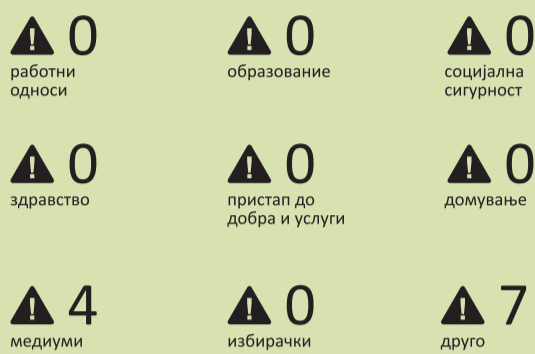 0 0 0
работни односи
образование
социјална сигурност
0 0 0
здравство
пристап до добра и услуги
домување
4 0 7
медиуми
избирачки
друго